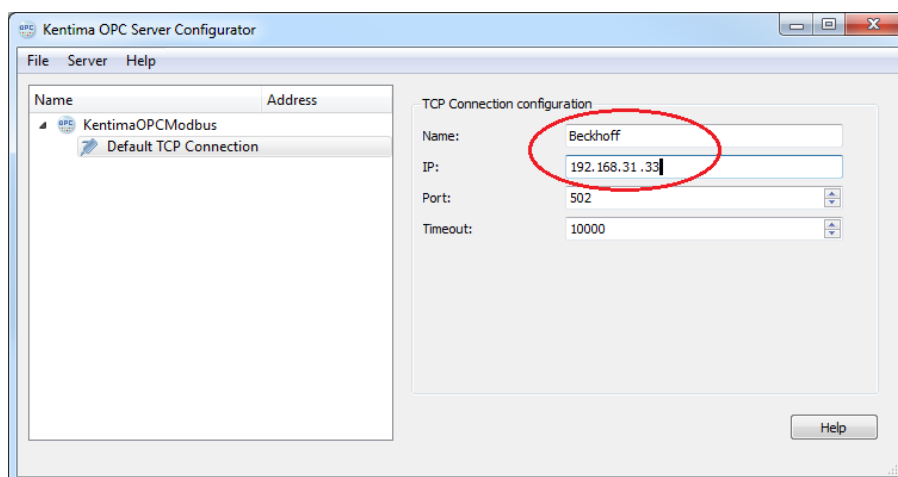 Kentima OPC Server Configurator
File Server Help
Name Address
KentimaOPCModbus
Default TCP Connection
TCP Connection configuration
Name: Beckhoff
IP: 192.168.31 .33
Port: 502
Timeout: 10000
Help